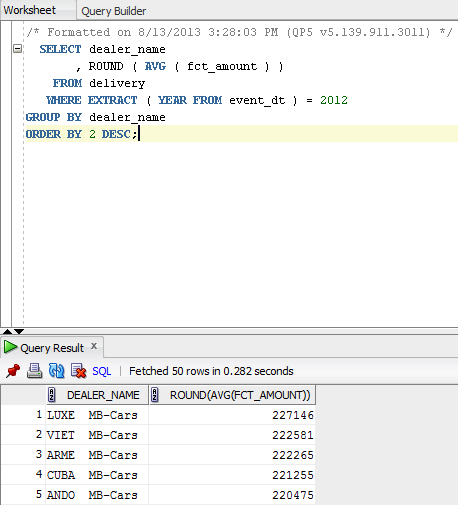 Worksheet Query Builder
/* Formatted on 8/13/2013 3:28:03 PM (QP5 v5.139.911.3011) */
SELECT dealer_name
, ROUND ( AVG ( fct_amount ) )
FROM delivery
WHERE EXTRACT ( YEAR FROM event_dt ) = 2012
GROUP BY dealer_name
ORDER BY 2 DESC;
Query Result x
SQL | Fetched 50 rows in 0.282 seconds
DEALER_NAME ROUND(AVG(FCT_AMOUNT))
1 LUXE MB-Cars 227146
2 VIET MB-Cars 222581
3 ARME MB-Cars 222265
4 CUBA MB-Cars 221255
5 ANDO MB-Cars 220475